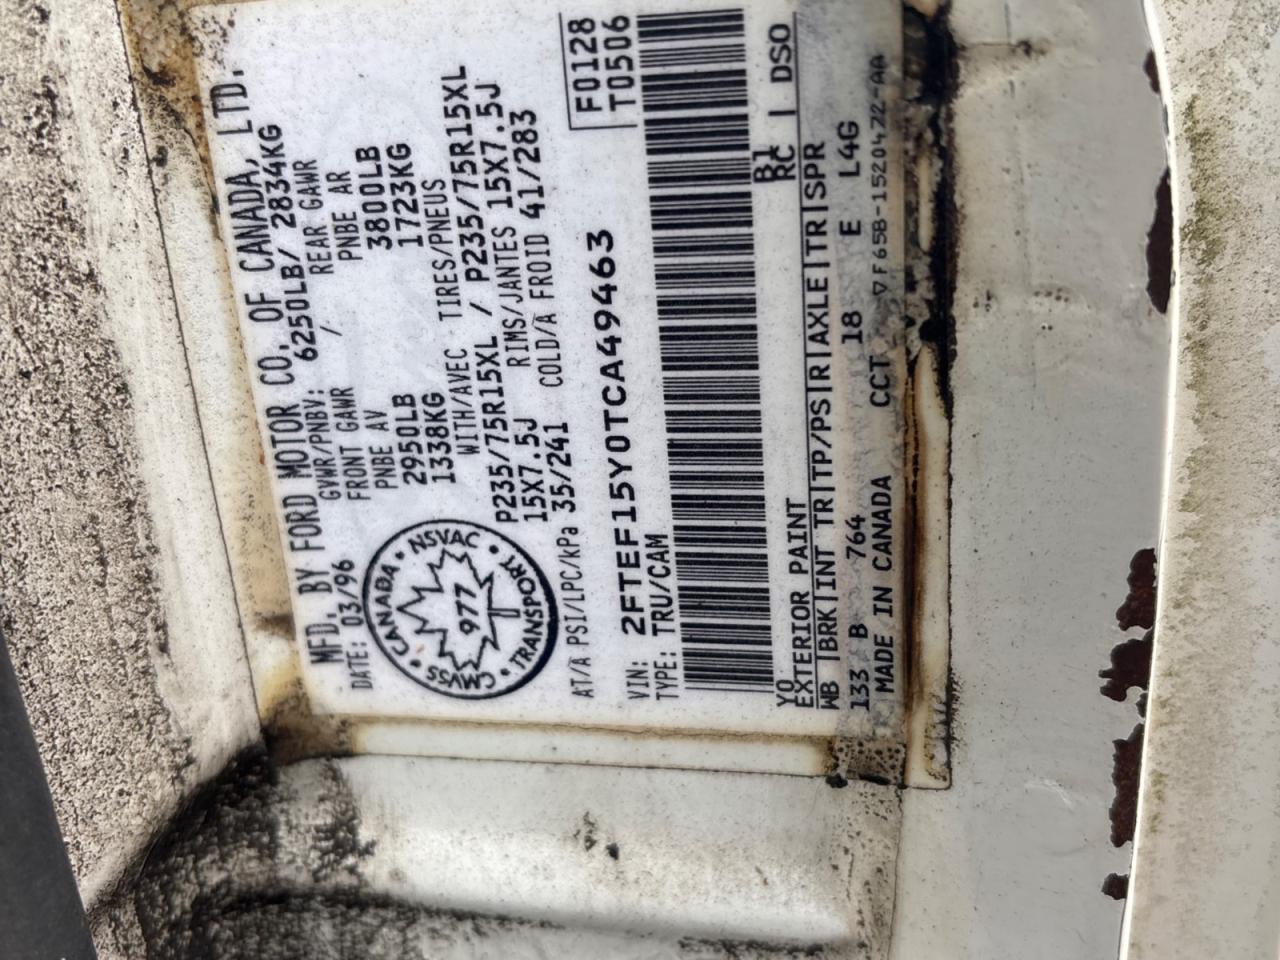 MFD. BY FORD MOTOR CO. OF CANADA, LTD.
DATE: 03/96 GVWR/PNBV: 6250LB/ 2834KG
FRONT GAWR / REAR GAWR
PNBE AV PNBE AR
2950LB 3800LB
1338KG 1723KG
WITH/AVEC TIRES/PNEUS
P235/75R15XL / P235/75R15XL
15X7.5J RIMS/JANTES 15X7.5J
AT/A PSI/LPC/kPa 35/241 COLD/A FROID 41/283
CANADA • NSVAC • TRANSPORT • CMVSS
977
F0128
T0506
VIN: 2FTEF15Y0TCA49463
TYPE: TRU/CAM
YO B1
EXTERIOR PAINT RC | DSO
WB |BRK|INT TR|TP/PS|R|AXLE|TR|SPR
133 B 764 18 E L4G
MADE IN CANADA CCT ▽F65B-1520472-AA